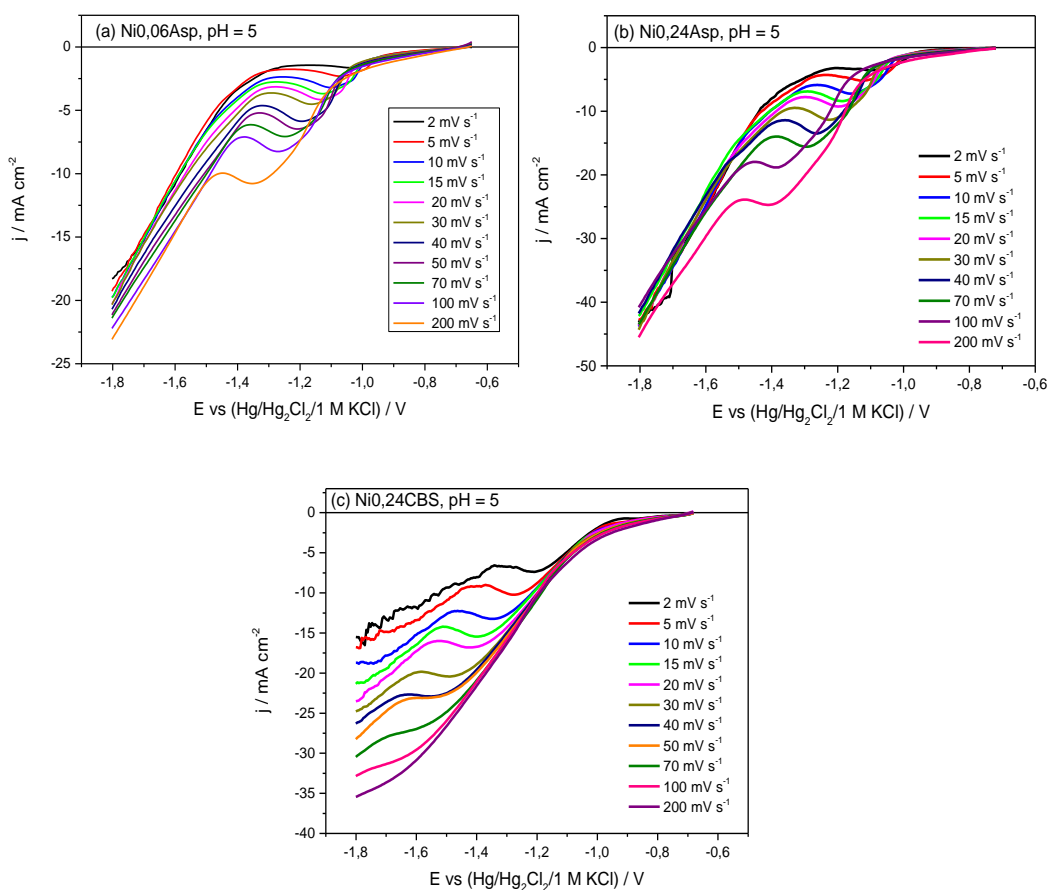 (a) Ni0,06Asp, pH = 5
0
-5
-10
-15
-20
-25
j / mA cm⁻²
2 mV s⁻¹
5 mV s⁻¹
10 mV s⁻¹
15 mV s⁻¹
20 mV s⁻¹
30 mV s⁻¹
40 mV s⁻¹
50 mV s⁻¹
70 mV s⁻¹
100 mV s⁻¹
200 mV s⁻¹
-1,8 -1,6 -1,4 -1,2 -1,0 -0,8 -0,6
E vs (Hg/Hg₂Cl₂/1 M KCl) / V
(b) Ni0,24Asp, pH = 5
0
-10
-20
-30
-40
-50
j / mA cm⁻²
2 mV s⁻¹
5 mV s⁻¹
10 mV s⁻¹
15 mV s⁻¹
20 mV s⁻¹
30 mV s⁻¹
40 mV s⁻¹
70 mV s⁻¹
100 mV s⁻¹
200 mV s⁻¹
-1,8 -1,6 -1,4 -1,2 -1,0 -0,8 -0,6
E vs (Hg/Hg₂Cl₂/1 M KCl) / V
(c) Ni0,24CBS, pH = 5
0
-5
-10
-15
-20
-25
-30
-35
-40
j / mA cm⁻²
2 mV s⁻¹
5 mV s⁻¹
10 mV s⁻¹
15 mV s⁻¹
20 mV s⁻¹
30 mV s⁻¹
40 mV s⁻¹
50 mV s⁻¹
70 mV s⁻¹
100 mV s⁻¹
200 mV s⁻¹
-1,8 -1,6 -1,4 -1,2 -1,0 -0,8 -0,6
E vs (Hg/Hg₂Cl₂/1 M KCl) / V